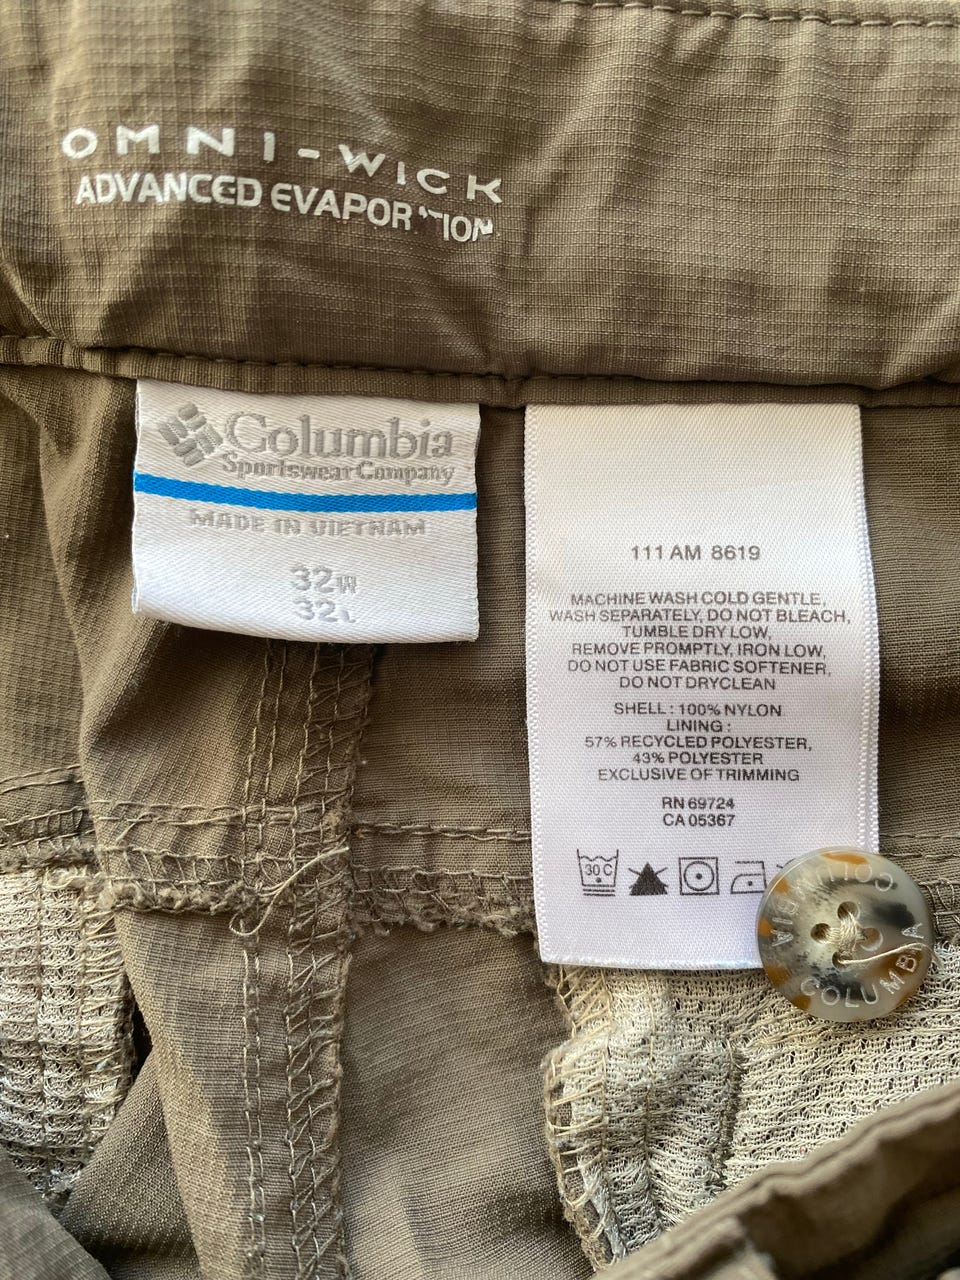 OMNI-WICK
ADVANCED EVAPORATION
Columbia
Sportswear Company
MADE IN VIETNAM
32W
32L
111 AM 8619
MACHINE WASH COLD GENTLE,
WASH SEPARATELY, DO NOT BLEACH,
TUMBLE DRY LOW,
REMOVE PROMPTLY, IRON LOW,
DO NOT USE FABRIC SOFTENER,
DO NOT DRYCLEAN
SHELL : 100% NYLON
LINING :
57% RECYCLED POLYESTER,
43% POLYESTER
EXCLUSIVE OF TRIMMING
RN 69724
CA 05367
30 C
COLUMBIA
COLUMBIA